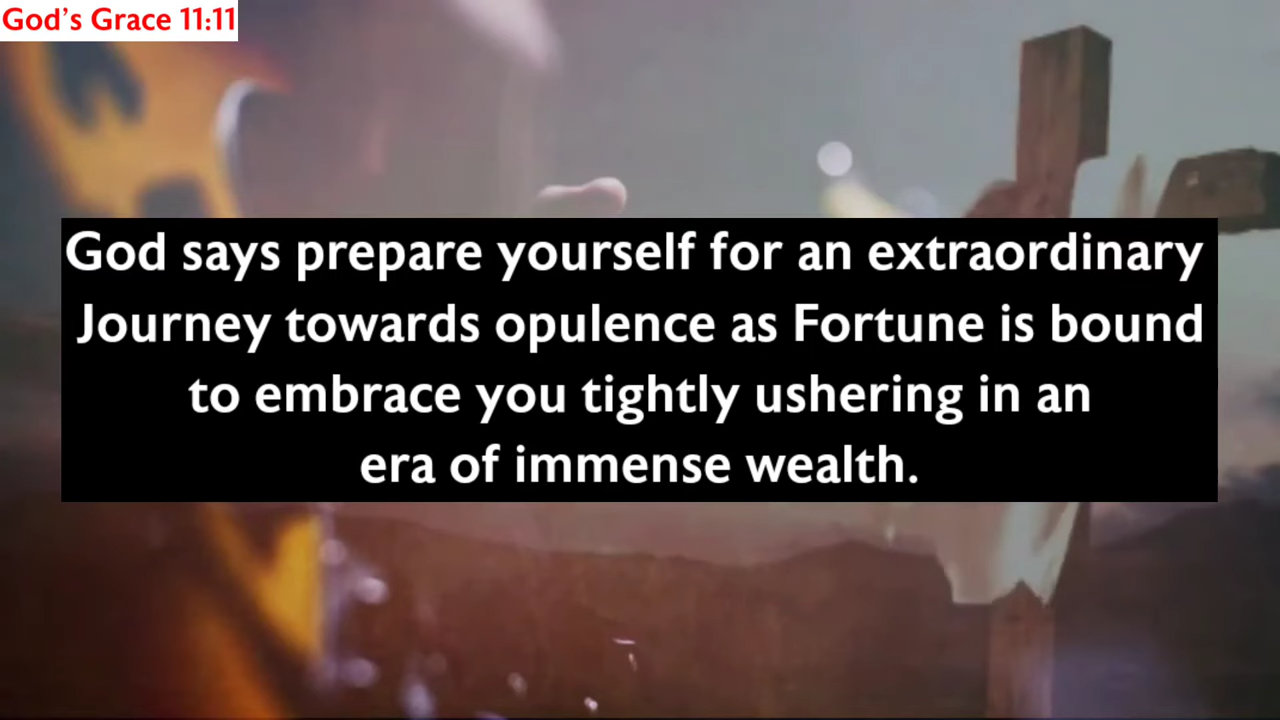 God's Grace 11:11
God says prepare yourself for an extraordinary
Journey towards opulence as Fortune is bound
to embrace you tightly ushering in an
era of immense wealth.